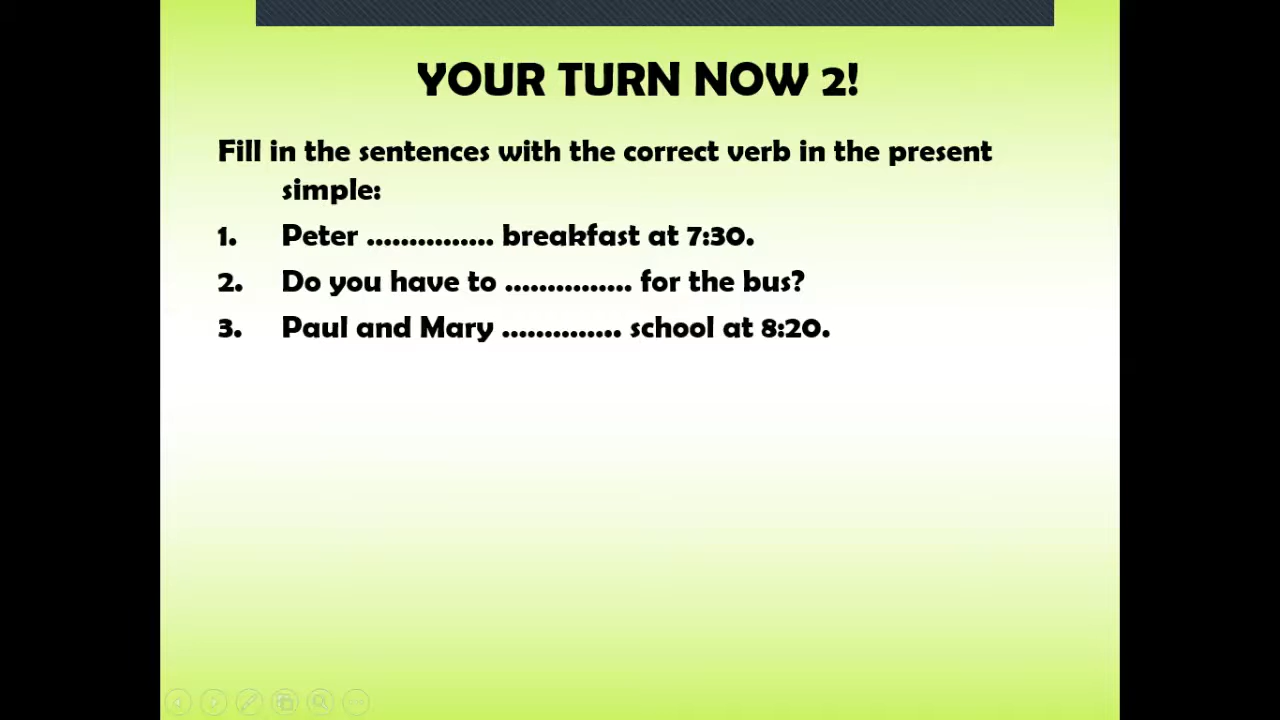 YOUR TURN NOW 2!
Fill in the sentences with the correct verb in the present
simple:
1. Peter ............... breakfast at 7:30.
2. Do you have to ............... for the bus?
3. Paul and Mary .............. school at 8:20.